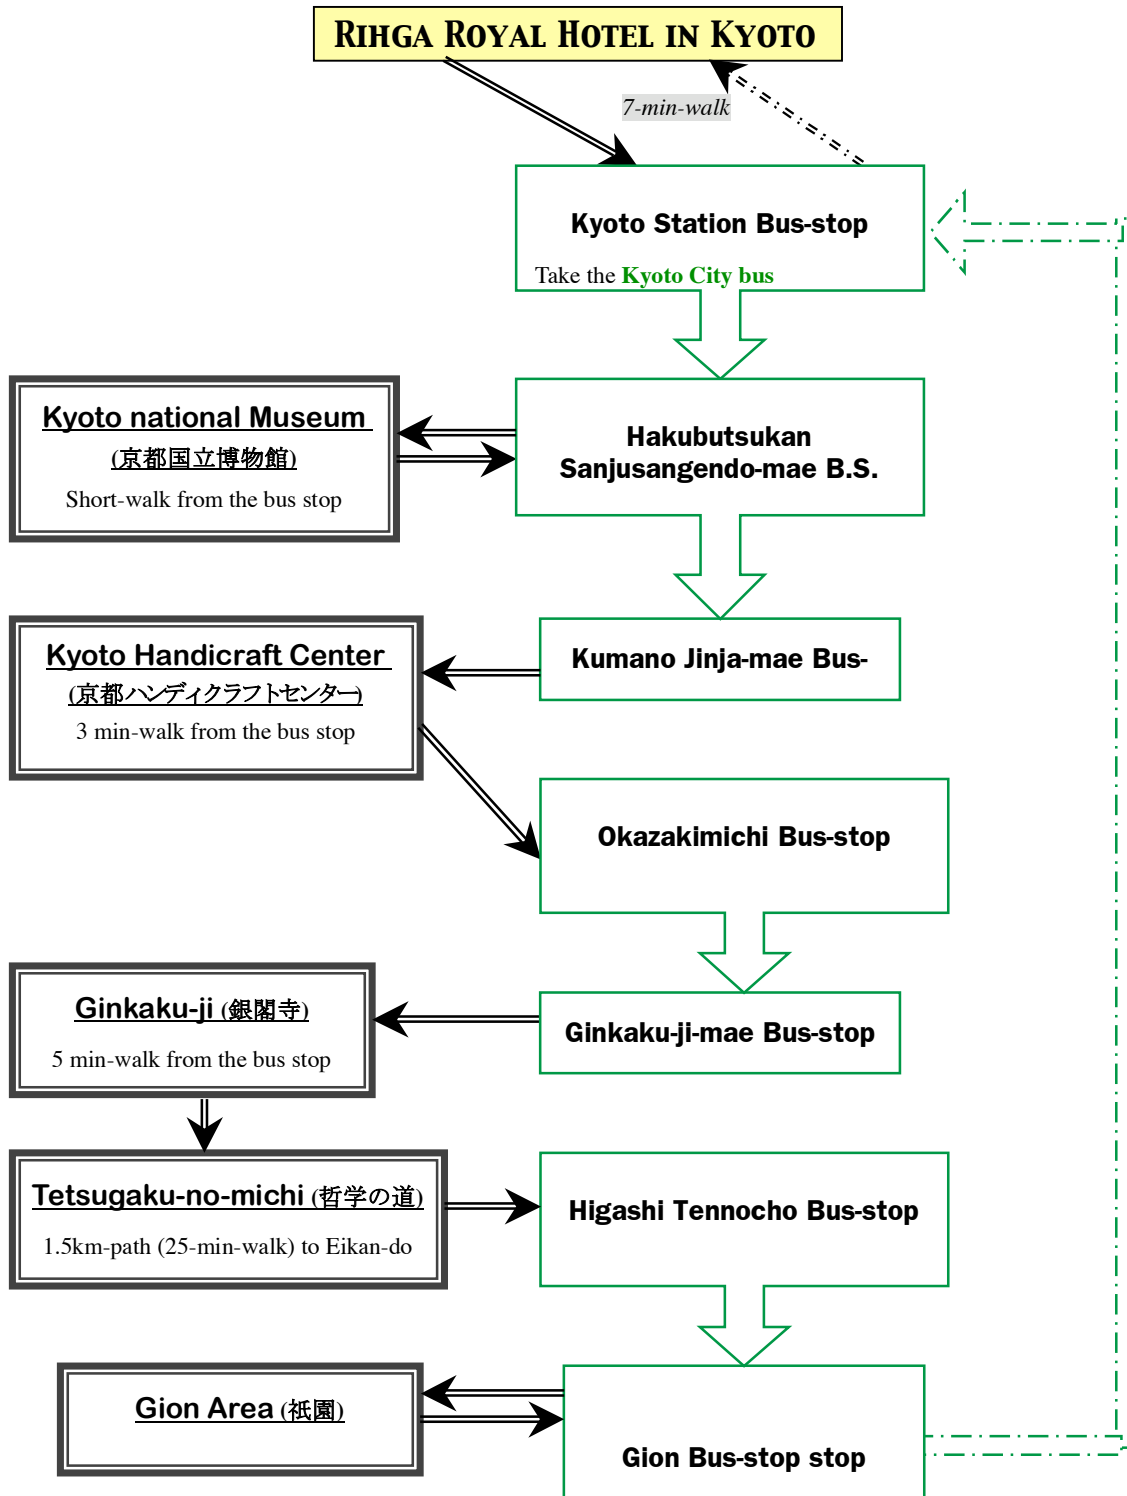 RIHGA ROYAL HOTEL IN KYOTO
7-min-walk
Kyoto Station Bus-stop
Take the Kyoto City bus
Kyoto national Museum
(京都国立博物館)
Short-walk from the bus stop
Hakubutsukan
Sanjusangendo-mae B.S.
Kyoto Handicraft Center
(京都ハンディクラフトセンター)
3 min-walk from the bus stop
Kumano Jinja-mae Bus-
Okazakimichi Bus-stop
Ginkaku-ji (銀閣寺)
5 min-walk from the bus stop
Ginkaku-ji-mae Bus-stop
Tetsugaku-no-michi (哲学の道)
1.5km-path (25-min-walk) to Eikan-do
Higashi Tennocho Bus-stop
Gion Area (祇園)
Gion Bus-stop stop